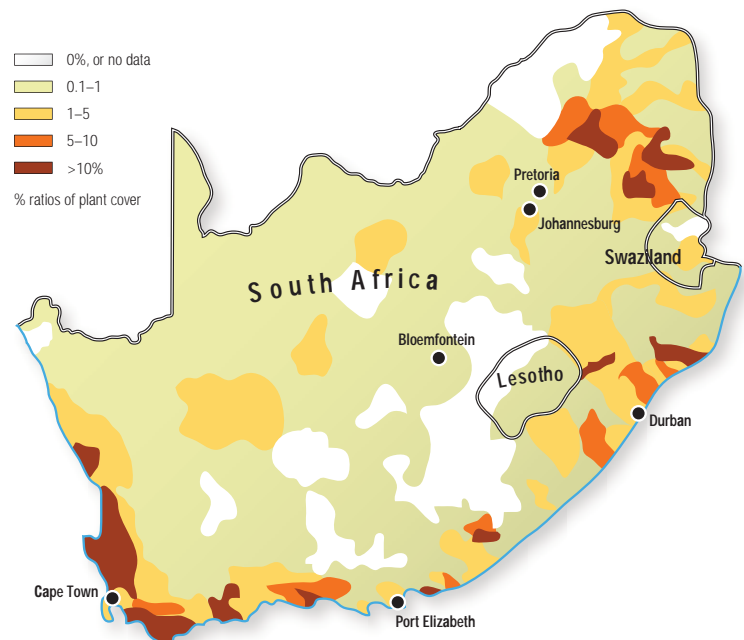 0%, or no data
0.1–1
1–5
5–10
>10%
% ratios of plant cover
Pretoria
Johannesburg
Swaziland
South Africa
Bloemfontein
Lesotho
Durban
Cape Town
Port Elizabeth